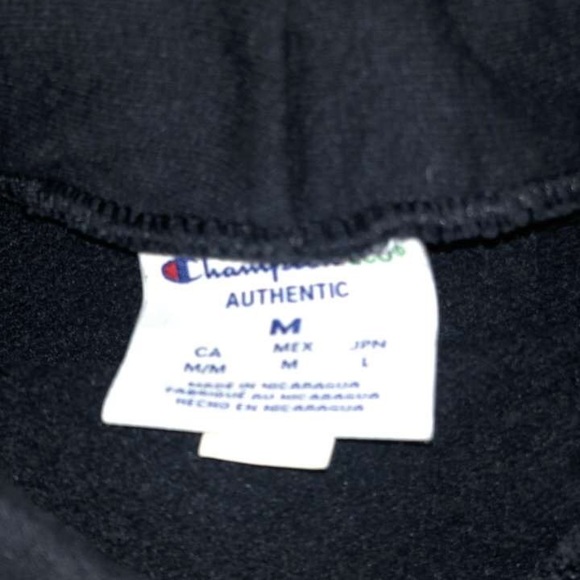 Champion ECO
AUTHENTIC
M
CA MEX JPN
M/M M L
MADE IN NICARAGUA
FABRIQUÉ AU NICARAGUA
HECHO EN NICARAGUA